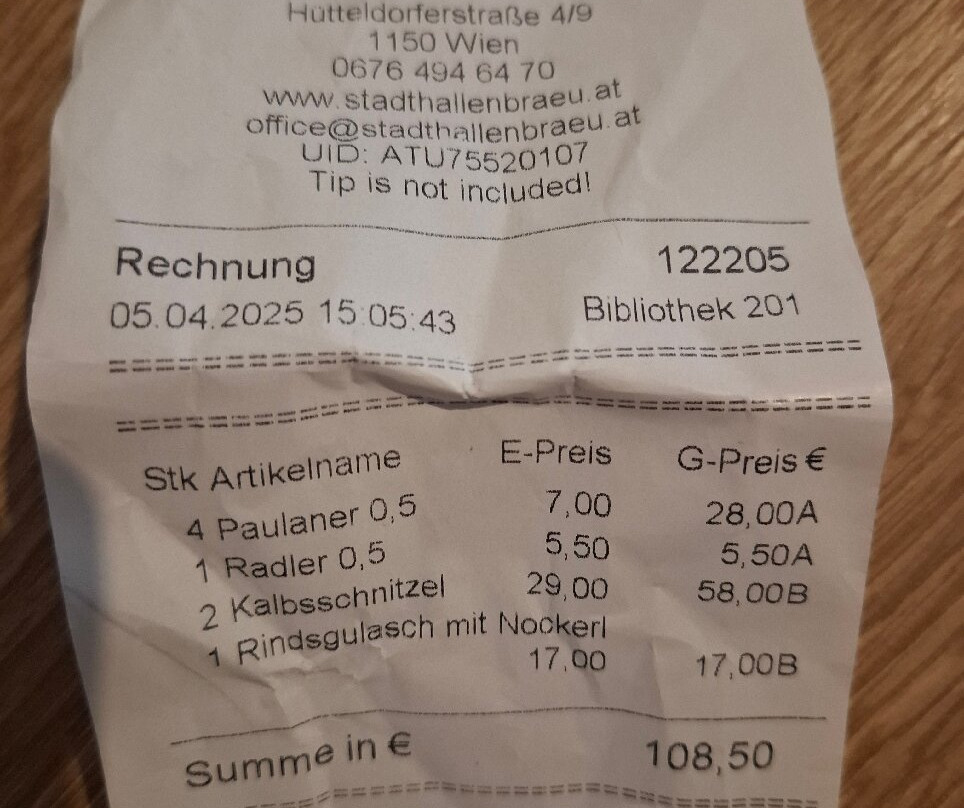 Hütteldorferstraße 4/9
1150 Wien
0676 494 64 70
www.stadthallenbraeu.at
office@stadthallenbraeu.at
UID: ATU75520107
Tip is not included!
Rechnung 122205
05.04.2025 15:05:43 Bibliothek 201
Stk Artikelname E-Preis G-Preis €
4 Paulaner 0,5 7,00 28,00A
1 Radler 0,5 5,50 5,50A
2 Kalbsschnitzel 29,00 58,00B
1 Rindsgulasch mit Nockerl
17,00 17,00B
Summe in € 108,50